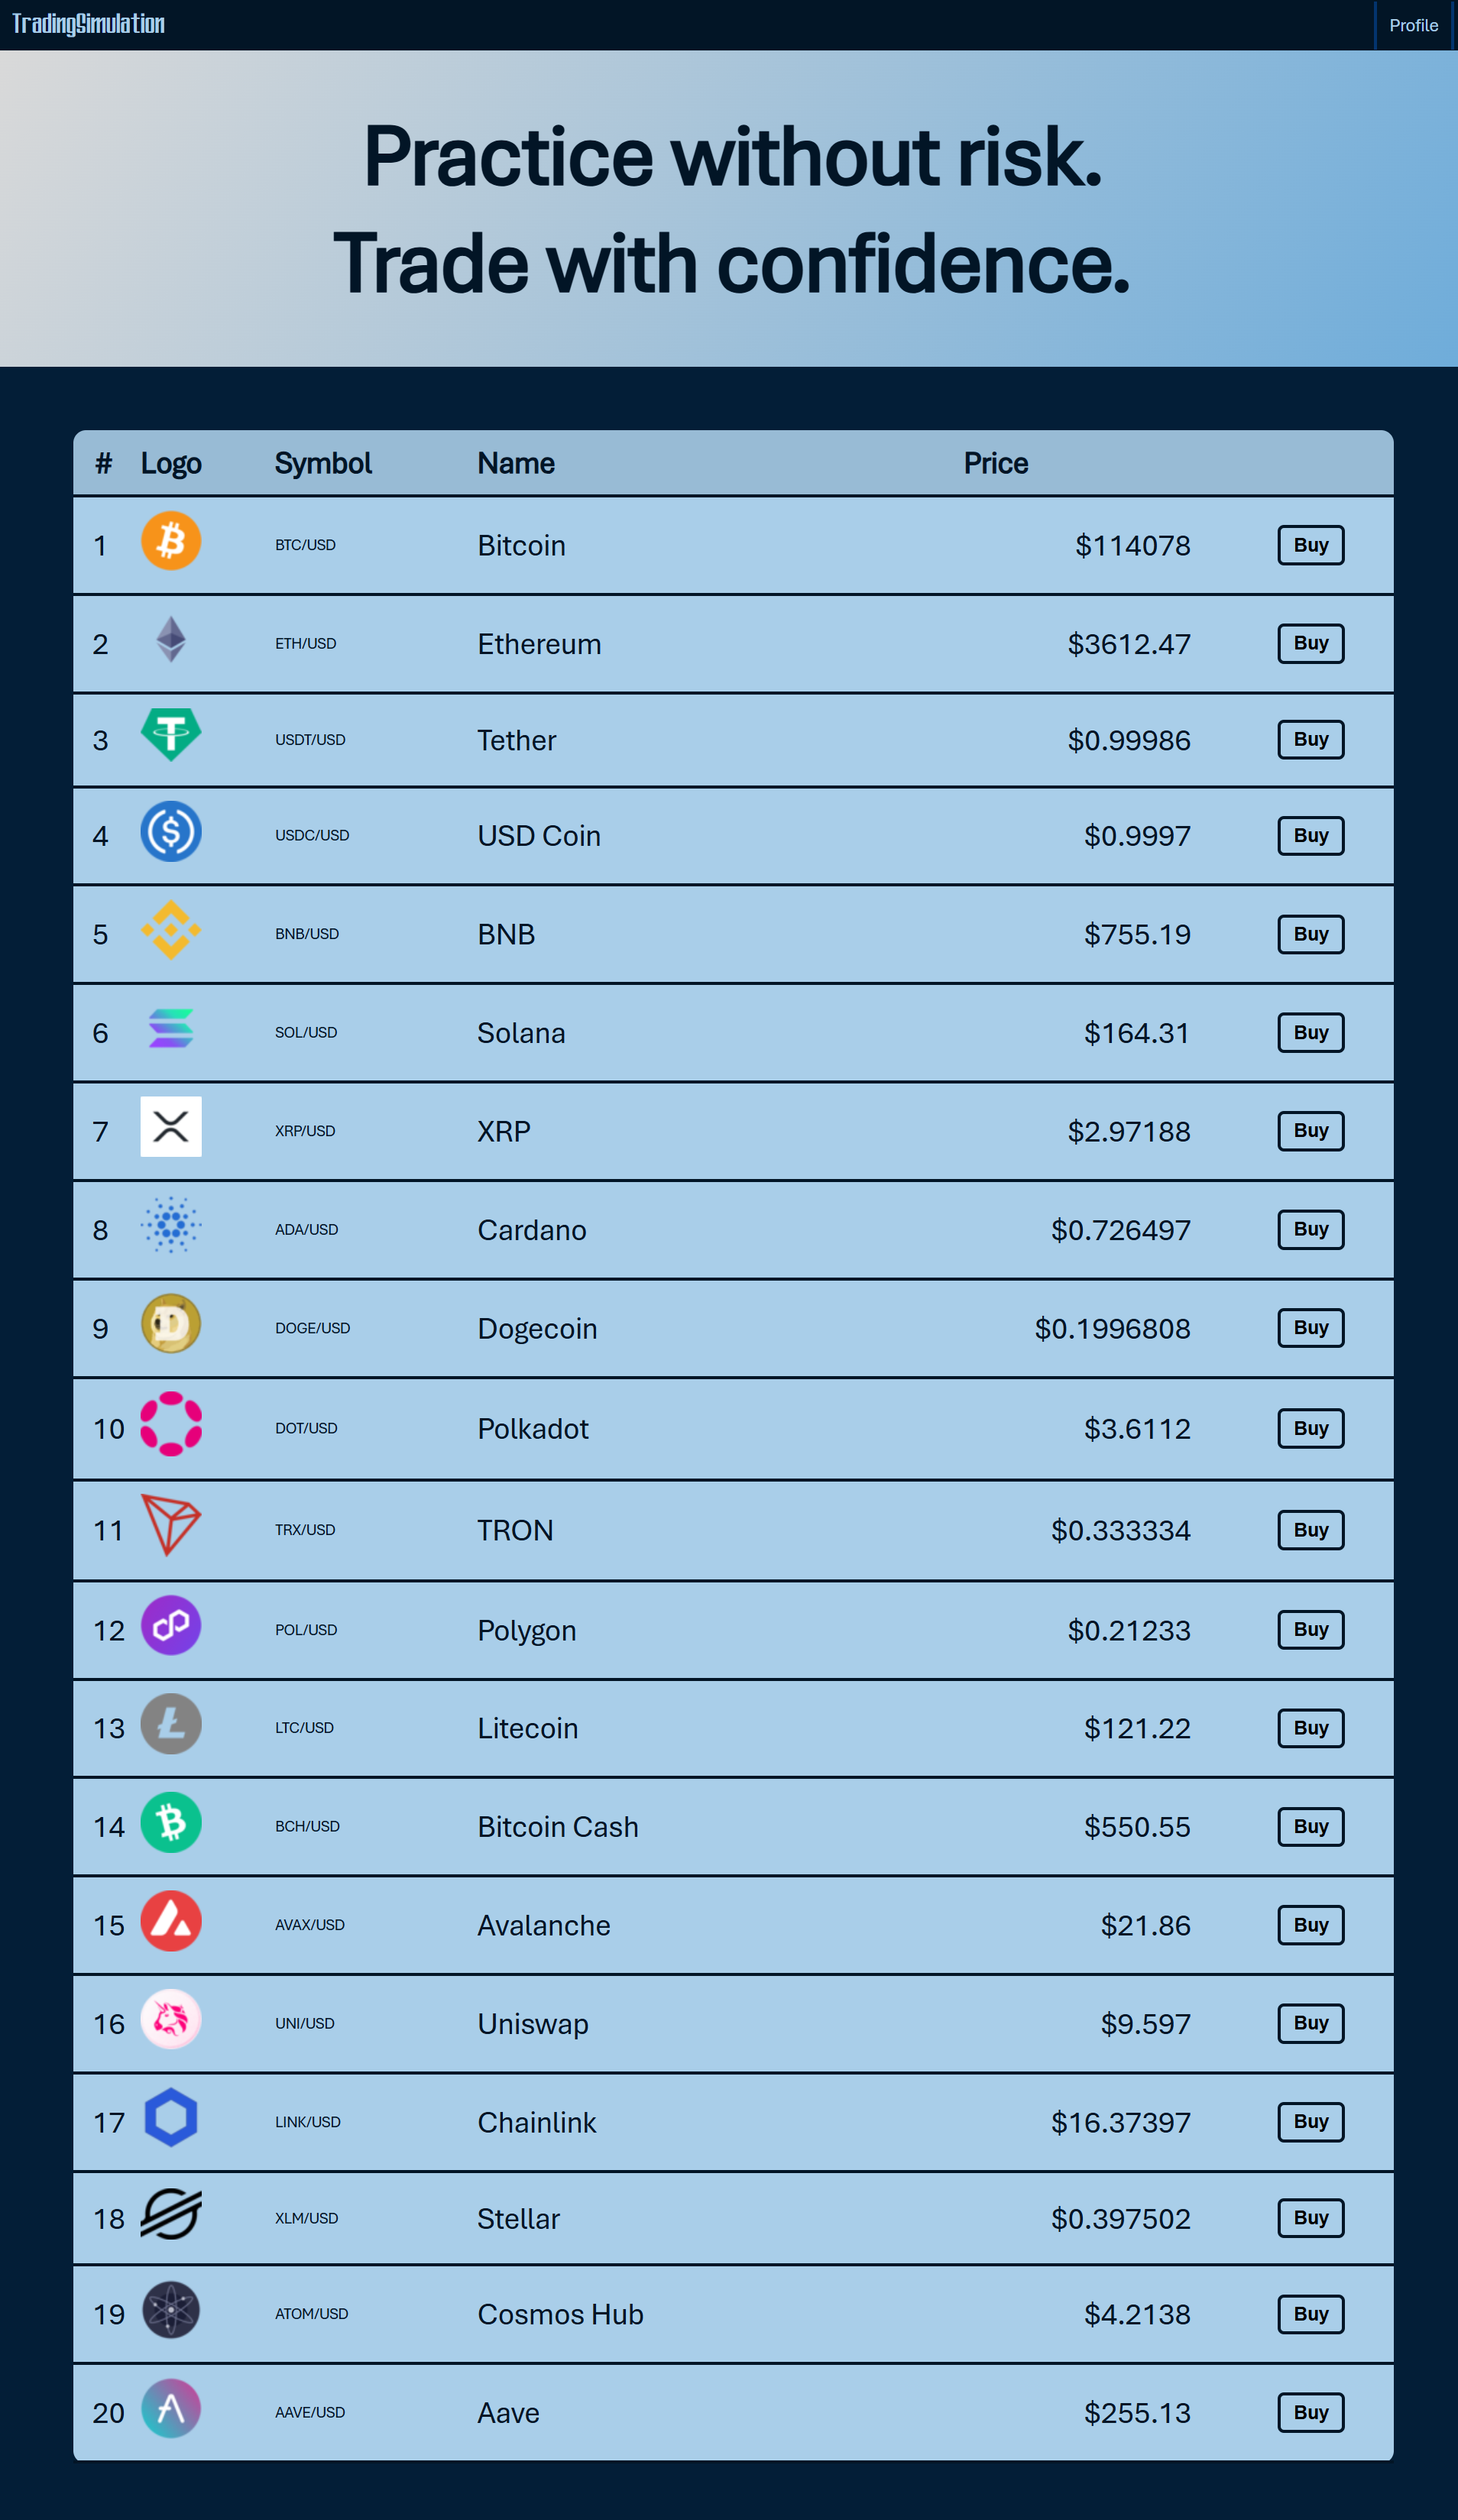 TradingSimulation
Profile
Practice without risk.
Trade with confidence.
# Logo Symbol Name Price
1 BTC/USD Bitcoin $114078 Buy
2 ETH/USD Ethereum $3612.47 Buy
3 USDT/USD Tether $0.99986 Buy
4 USDC/USD USD Coin $0.9997 Buy
5 BNB/USD BNB $755.19 Buy
6 SOL/USD Solana $164.31 Buy
7 XRP/USD XRP $2.97188 Buy
8 ADA/USD Cardano $0.726497 Buy
9 DOGE/USD Dogecoin $0.1996808 Buy
10 DOT/USD Polkadot $3.6112 Buy
11 TRX/USD TRON $0.333334 Buy
12 POL/USD Polygon $0.21233 Buy
13 LTC/USD Litecoin $121.22 Buy
14 BCH/USD Bitcoin Cash $550.55 Buy
15 AVAX/USD Avalanche $21.86 Buy
16 UNI/USD Uniswap $9.597 Buy
17 LINK/USD Chainlink $16.37397 Buy
18 XLM/USD Stellar $0.397502 Buy
19 ATOM/USD Cosmos Hub $4.2138 Buy
20 AAVE/USD Aave $255.13 Buy